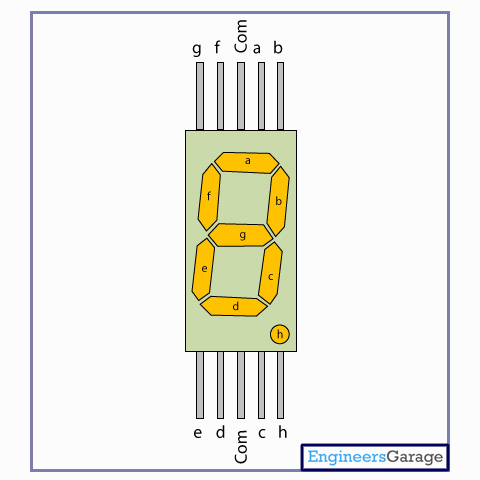 g f Com a b
a
f b
g
e c
d
h
e d Com c h
EngineersGarage